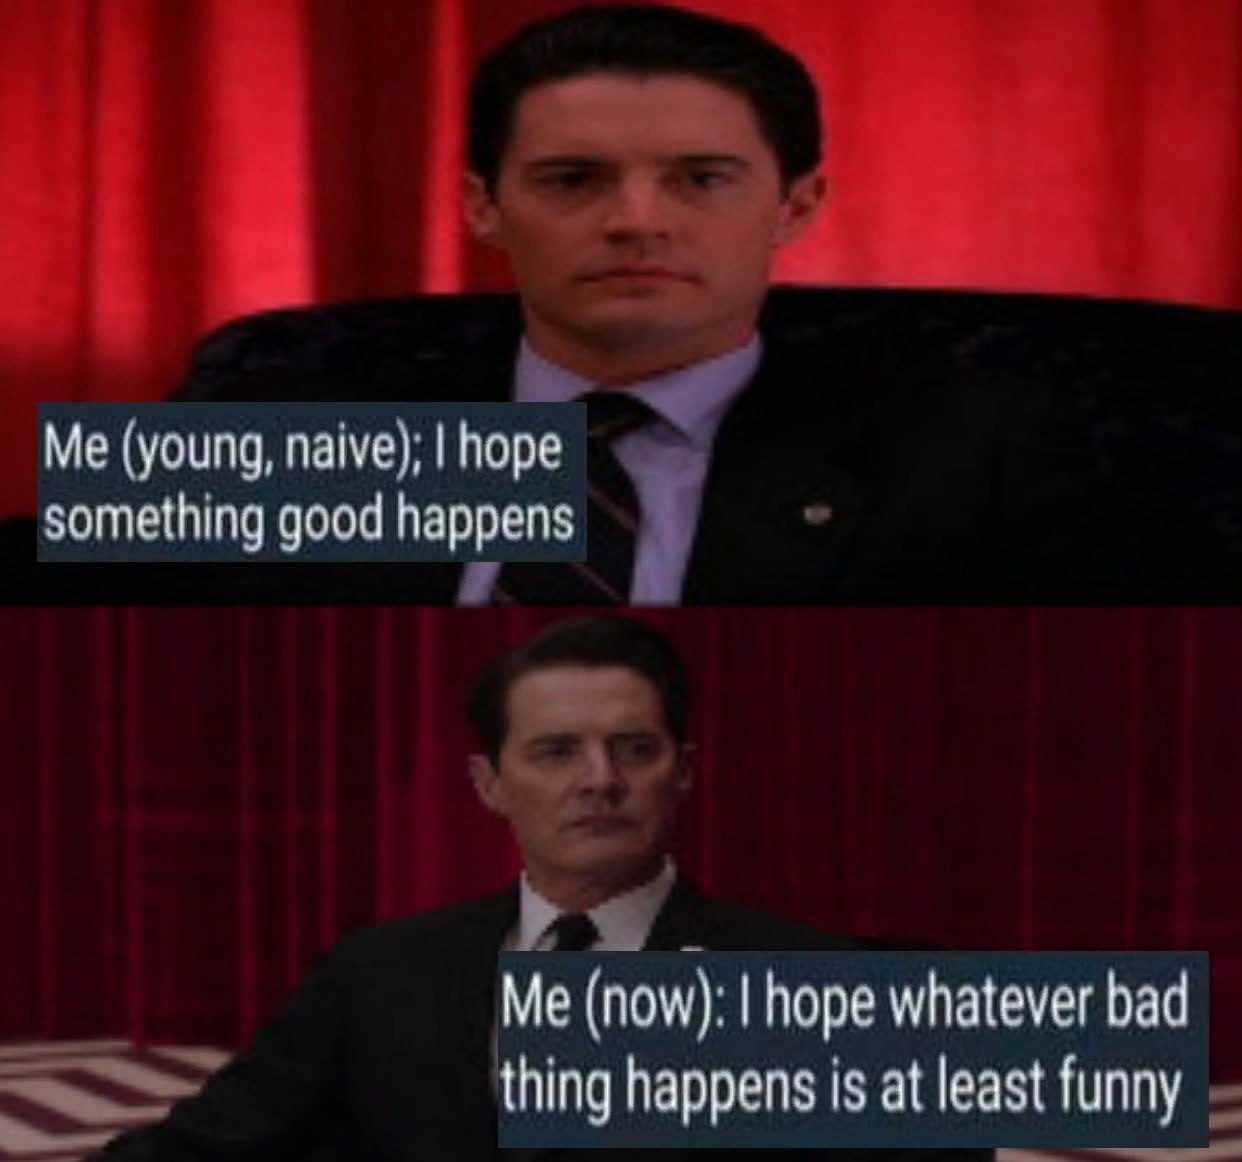 Me (young, naive); I hope
something good happens
Me (now): I hope whatever bad
thing happens is at least funny